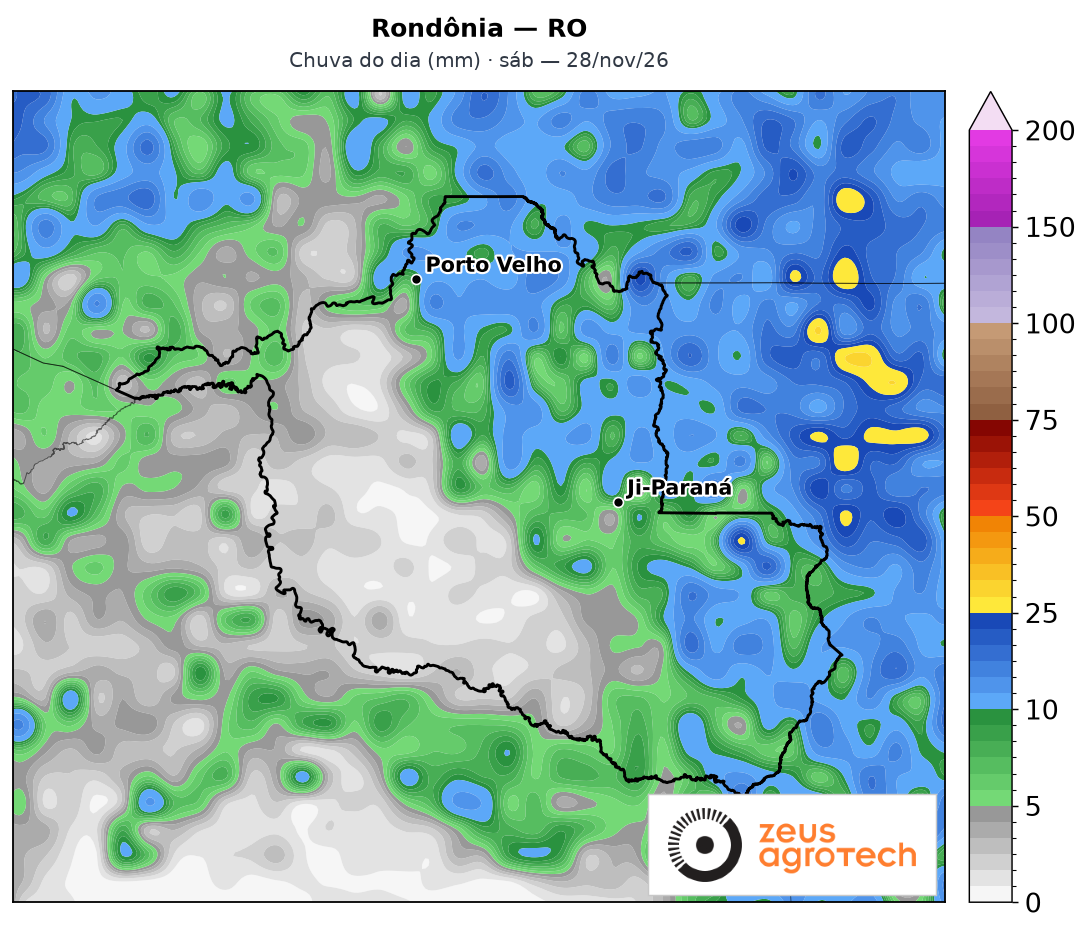 Rondônia — RO
Chuva do dia (mm) · sáb — 28/nov/26
200
150
100
75
50
25
10
5
0
Porto Velho
Ji-Paraná
zeus
agrotech